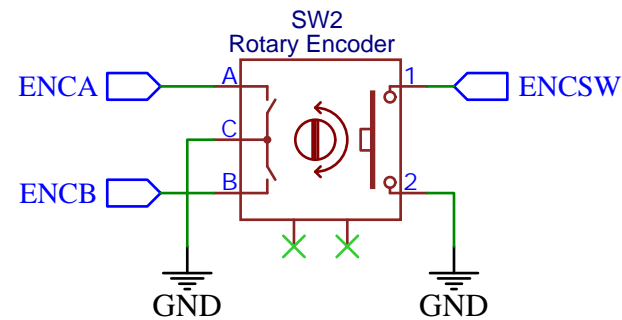 SW2
Rotary Encoder
ENCA
A
1
ENCSW
C
ENCB
B
2
GND
GND